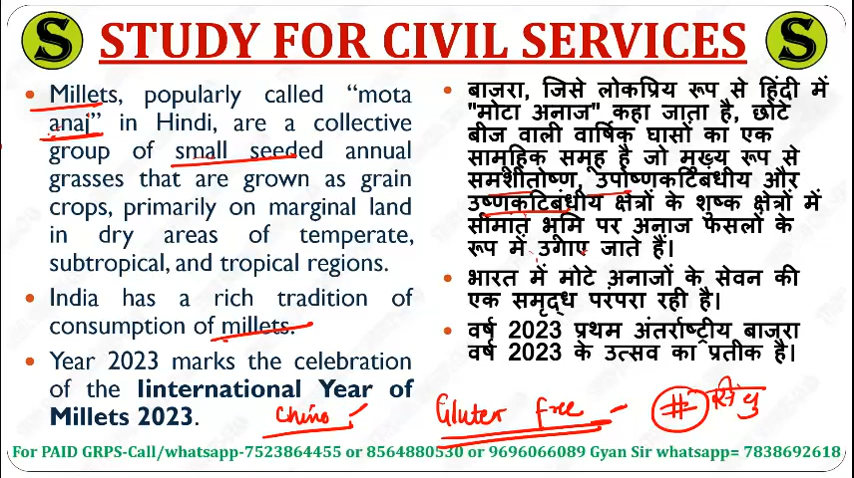 S STUDY FOR CIVIL SERVICES S
• Millets, popularly called “mota
anaj” in Hindi, are a collective
group of small seeded annual
grasses that are grown as grain
crops, primarily on marginal land
in dry areas of temperate,
subtropical, and tropical regions.
• India has a rich tradition of
consumption of millets.
• Year 2023 marks the celebration
of the Iinternational Year of
Millets 2023.
• बाजरा, जिसे लोकप्रिय रूप से हिंदी में
"मोटा अनाज" कहा जाता है, छोटे
बीज वाली वार्षिक घासों का एक
सामूहिक समूह है जो मुख्य रूप से
समशीतोष्ण, उपोष्णकटिबंधीय और
उष्णकटिबंधीय क्षेत्रों के शुष्क क्षेत्रों में
सीमांत भूमि पर अनाज फसलों के
रूप में उगाए जाते हैं।
• भारत में मोटे अनाजों के सेवन की
एक समृद्ध परंपरा रही है।
• वर्ष 2023 प्रथम अंतर्राष्ट्रीय बाजरा
वर्ष 2023 के उत्सव का प्रतीक है।
China
Gluten free
# सिंधु
For PAID GRPS-Call/whatsapp-7523864455 or 8564880530 or 9696066089 Gyan Sir whatsapp= 7838692618